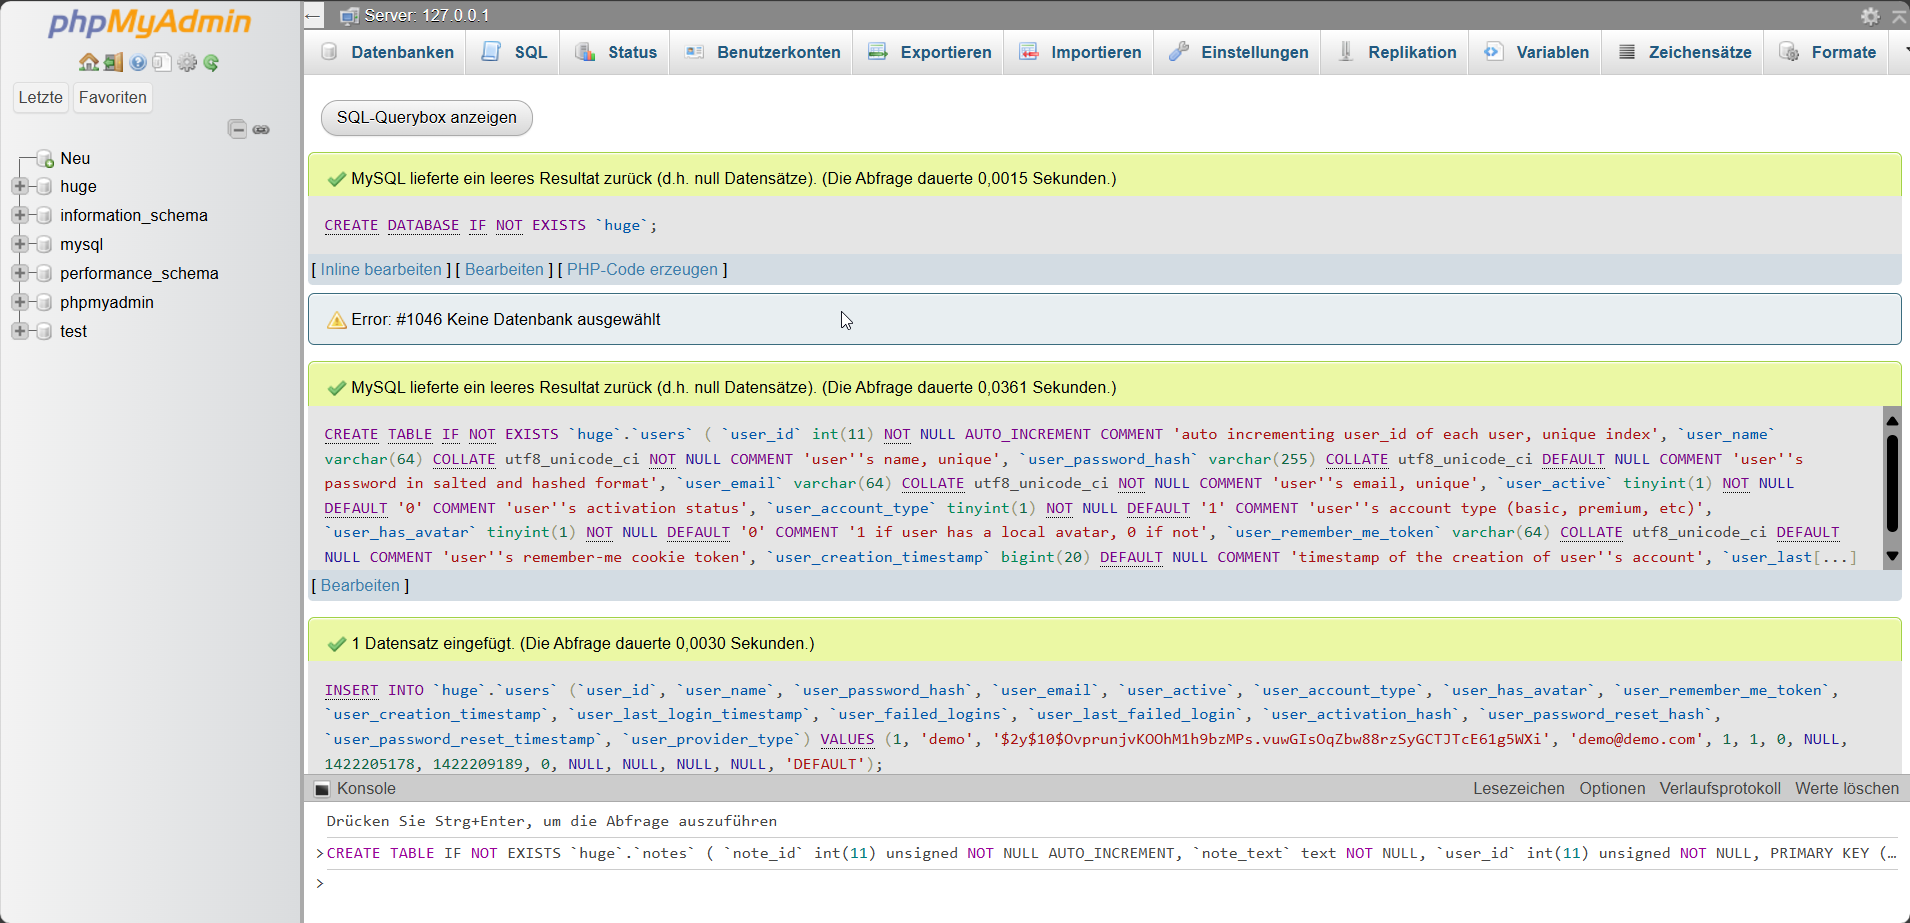 phpMyAdmin
Letzte Favoriten
Neu
huge
information_schema
mysql
performance_schema
phpmyadmin
test
Server: 127.0.0.1
Datenbanken SQL Status Benutzerkonten Exportieren Importieren Einstellungen Replikation Variablen Zeichensätze Formate
SQL-Querybox anzeigen
MySQL lieferte ein leeres Resultat zurück (d.h. null Datensätze). (Die Abfrage dauerte 0,0015 Sekunden.)
CREATE DATABASE IF NOT EXISTS `huge`;
[ Inline bearbeiten ] [ Bearbeiten ] [ PHP-Code erzeugen ]
Error: #1046 Keine Datenbank ausgewählt
MySQL lieferte ein leeres Resultat zurück (d.h. null Datensätze). (Die Abfrage dauerte 0,0361 Sekunden.)
CREATE TABLE IF NOT EXISTS `huge`.`users` ( `user_id` int(11) NOT NULL AUTO_INCREMENT COMMENT 'auto incrementing user_id of each user, unique index', `user_name`
varchar(64) COLLATE utf8_unicode_ci NOT NULL COMMENT 'user''s name, unique', `user_password_hash` varchar(255) COLLATE utf8_unicode_ci DEFAULT NULL COMMENT 'user''s
password in salted and hashed format', `user_email` varchar(64) COLLATE utf8_unicode_ci NOT NULL COMMENT 'user''s email, unique', `user_active` tinyint(1) NOT NULL
DEFAULT '0' COMMENT 'user''s activation status', `user_account_type` tinyint(1) NOT NULL DEFAULT '1' COMMENT 'user''s account type (basic, premium, etc)',
`user_has_avatar` tinyint(1) NOT NULL DEFAULT '0' COMMENT '1 if user has a local avatar, 0 if not', `user_remember_me_token` varchar(64) COLLATE utf8_unicode_ci DEFAULT
NULL COMMENT 'user''s remember-me cookie token', `user_creation_timestamp` bigint(20) DEFAULT NULL COMMENT 'timestamp of the creation of user''s account', `user_last[...]
[ Bearbeiten ]
1 Datensatz eingefügt. (Die Abfrage dauerte 0,0030 Sekunden.)
INSERT INTO `huge`.`users` (`user_id`, `user_name`, `user_password_hash`, `user_email`, `user_active`, `user_account_type`, `user_has_avatar`, `user_remember_me_token`,
`user_creation_timestamp`, `user_last_login_timestamp`, `user_failed_logins`, `user_last_failed_login`, `user_activation_hash`, `user_password_reset_hash`,
`user_password_reset_timestamp`, `user_provider_type`) VALUES (1, 'demo', '$2y$10$OvprunjvKOOhM1h9bzMPs.vuwGIsOqZbw88rzSyGCTJTcE61g5WXi', 'demo@demo.com', 1, 1, 0, NULL,
1422205178, 1422209189, 0, NULL, NULL, NULL, NULL, 'DEFAULT');
Konsole Lesezeichen Optionen Verlaufsprotokoll Werte löschen
Drücken Sie Strg+Enter, um die Abfrage auszuführen
>CREATE TABLE IF NOT EXISTS `huge`.`notes` ( `note_id` int(11) unsigned NOT NULL AUTO_INCREMENT, `note_text` text NOT NULL, `user_id` int(11) unsigned NOT NULL, PRIMARY KEY (…
>